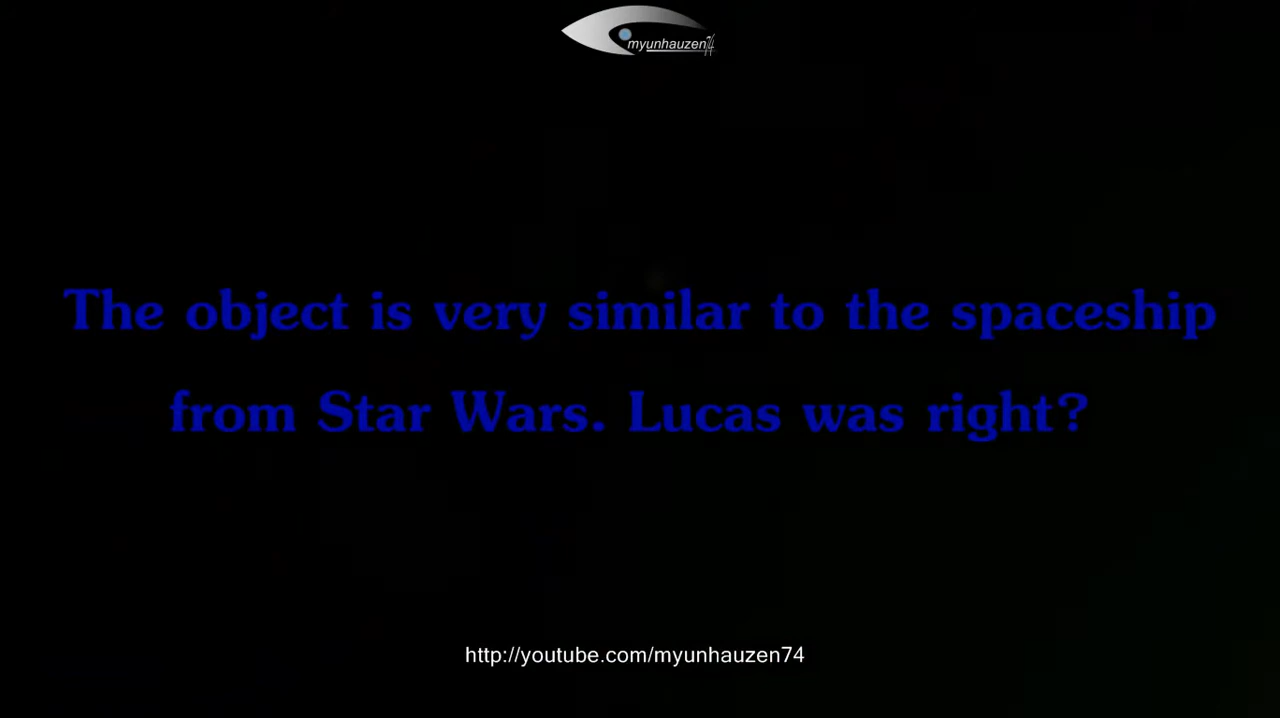 myunhauzen74
The object is very similar to the spaceship
from Star Wars. Lucas was right?
http://youtube.com/myunhauzen74